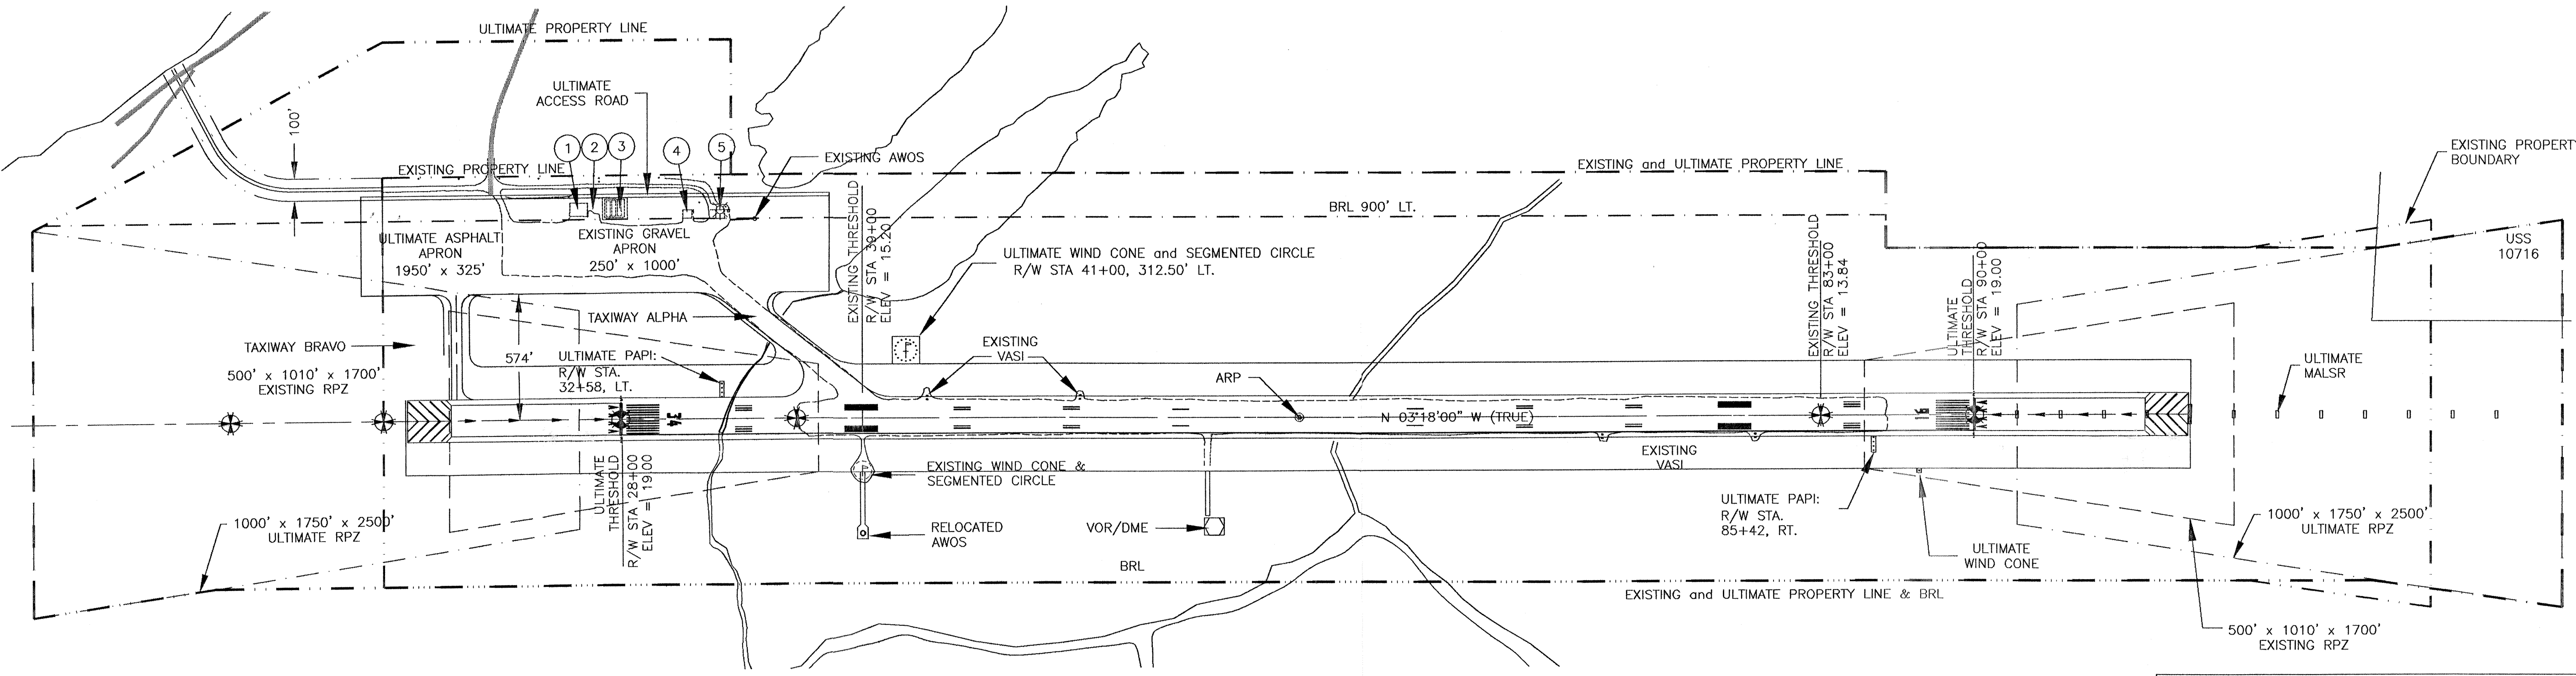 ULTIMATE PROPERTY LINE
ULTIMATE
ACCESS ROAD
100'
1
2
3
4
5
EXISTING PROPERTY LINE
EXISTING AWOS
EXISTING and ULTIMATE PROPERTY LINE
EXISTING PROPERTY
BOUNDARY
BRL 900' LT.
ULTIMATE ASPHALT
APRON
1950' x 325'
EXISTING GRAVEL
APRON
250' x 1000'
EXISTING THRESHOLD
R/W STA 39+00
ELEV = 15.20
ULTIMATE WIND CONE and SEGMENTED CIRCLE
R/W STA 41+00, 312.50' LT.
EXISTING THRESHOLD
R/W STA 83+00
ELEV = 13.84
ULTIMATE
THRESHOLD
R/W STA 90+00
ELEV = 19.00
USS
10716
TAXIWAY ALPHA
TAXIWAY BRAVO
574'
500' x 1010' x 1700'
EXISTING RPZ
ULTIMATE PAPI:
R/W STA.
32+58, LT.
EXISTING
VASI
ARP
ULTIMATE
MALSR
N 03°18'00" W (TRUE)
ULTIMATE
THRESHOLD
R/W STA 28+00
ELEV = 19.00
EXISTING WIND CONE &
SEGMENTED CIRCLE
EXISTING
VASI
1000' x 1750' x 2500'
ULTIMATE RPZ
RELOCATED
AWOS
VOR/DME
ULTIMATE PAPI:
R/W STA.
85+42, RT.
1000' x 1750' x 2500'
ULTIMATE RPZ
ULTIMATE
WIND CONE
BRL
EXISTING and ULTIMATE PROPERTY LINE & BRL
500' x 1010' x 1700'
EXISTING RPZ